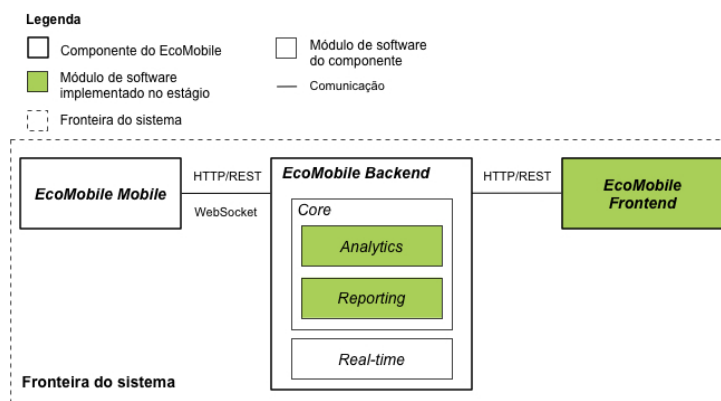 Legenda
Componente do EcoMobile
Módulo de software
do componente
Módulo de software
implementado no estágio
Comunicação
Fronteira do sistema
EcoMobile Mobile
HTTP/REST
WebSocket
EcoMobile Backend
Core
Analytics
Reporting
Real-time
HTTP/REST
EcoMobile
Frontend
Fronteira do sistema